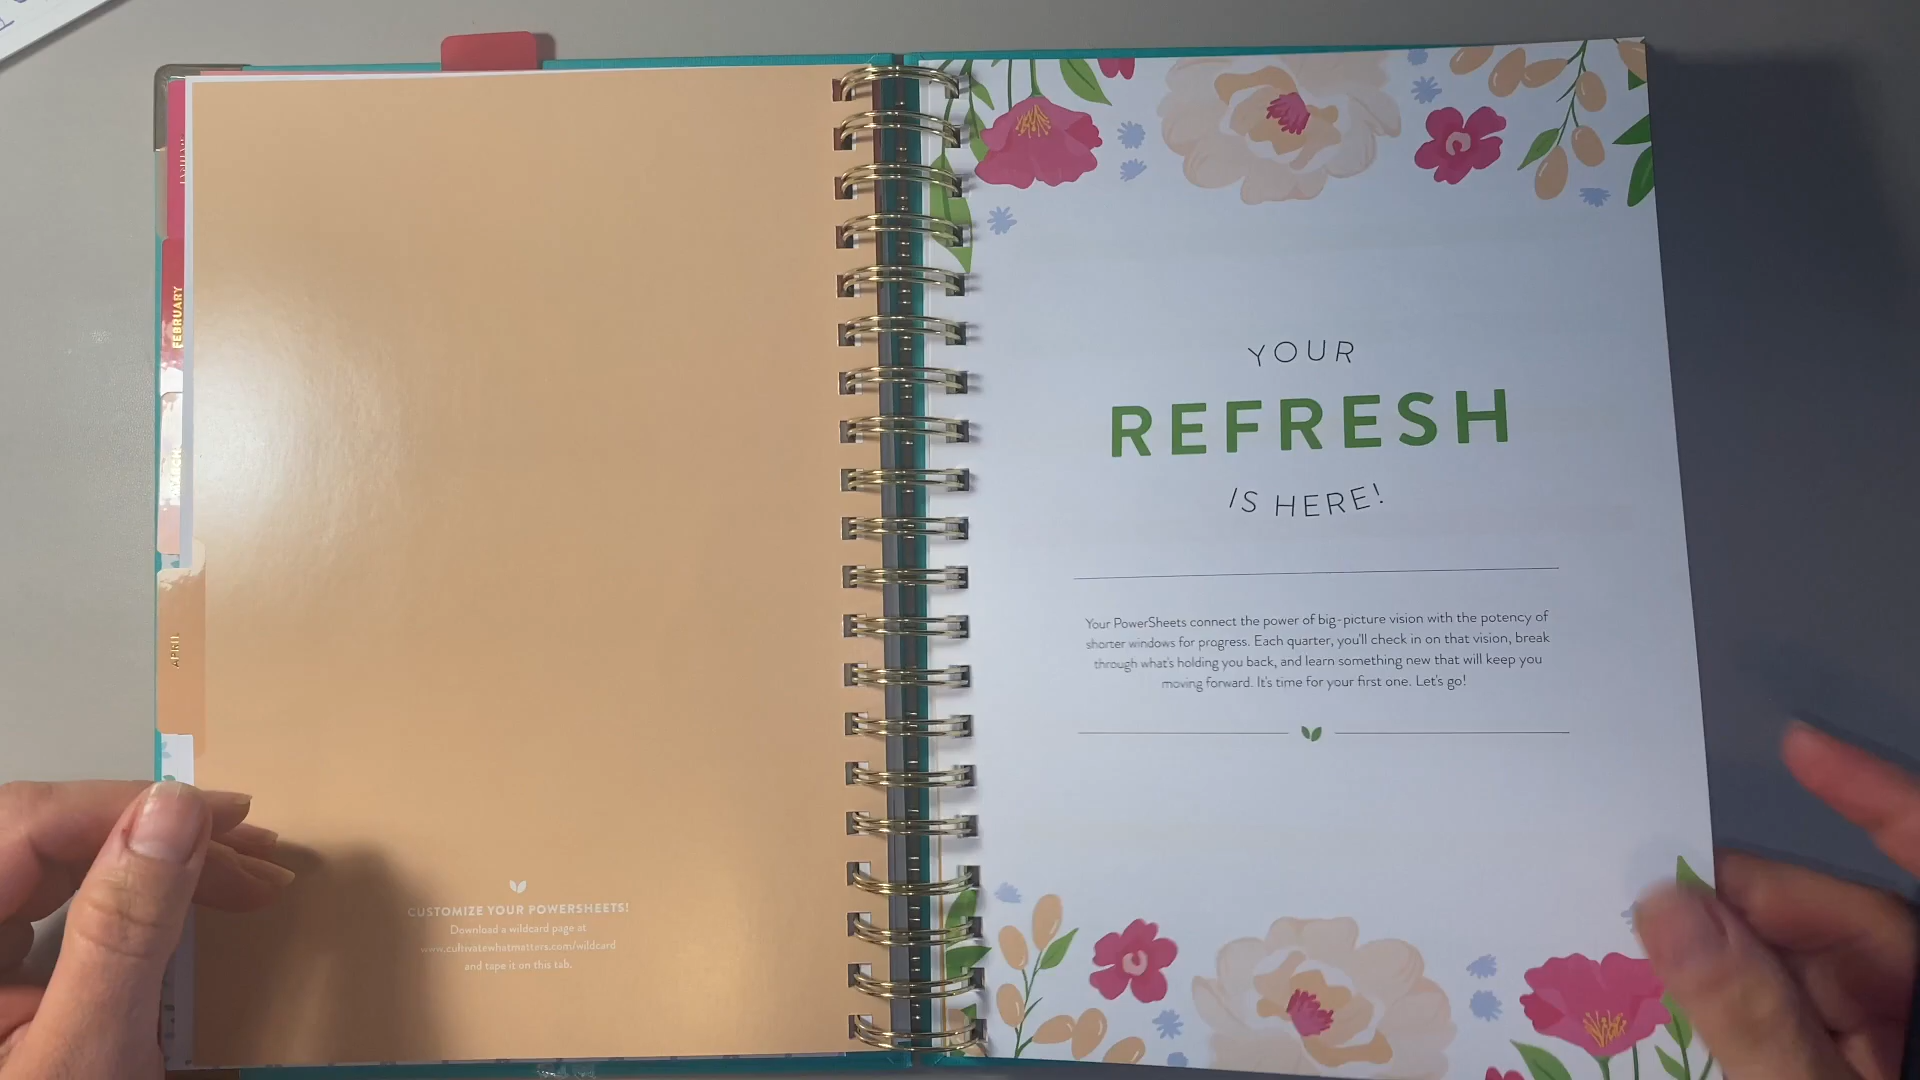 FEBRUARY
APRIL
CUSTOMIZE YOUR POWERSHEETS!
Download a wildcard page at
www.cultivatewhatmatters.com/wildcard
and tape it on this tab.
YOUR
REFRESH
IS HERE!
Your PowerSheets connect the power of big-picture vision with the potency of
shorter windows for progress. Each quarter, you'll check in on that vision, break
through what's holding you back, and learn something new that will keep you
moving forward. It's time for your first one. Let's go!